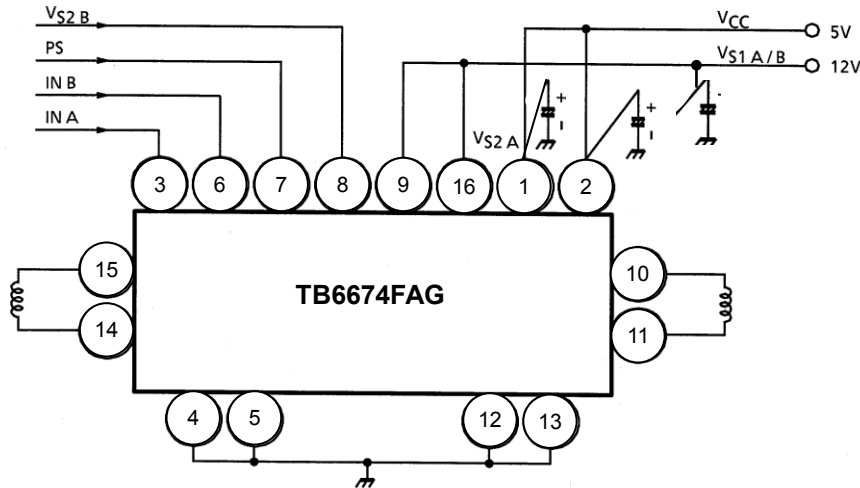 VS2 B
PS
IN B
IN A
VCC
5V
VS1 A/B
12V
VS2 A
+
-
+
-
3
6
7
8
9
16
1
2
15
14
TB6674FAG
10
11
4
5
12
13